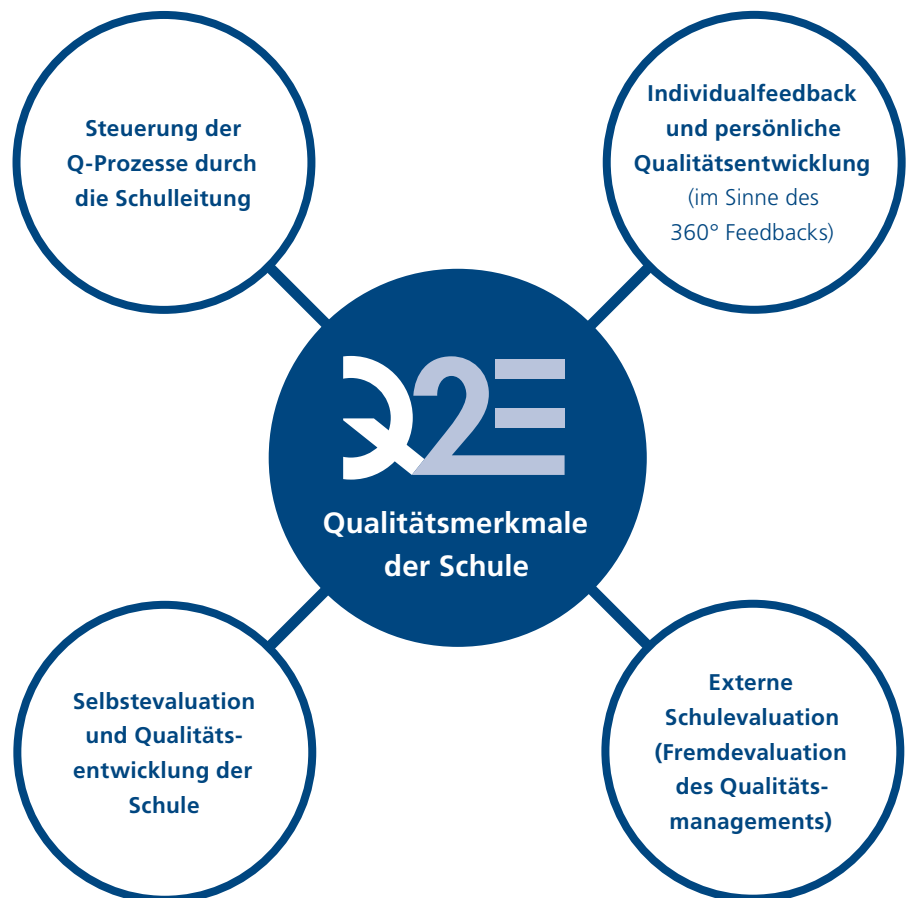 Steuerung der
Q-Prozesse durch
die Schulleitung
Individualfeedback
und persönliche
Qualitätsentwicklung
(im Sinne des
360° Feedbacks)
Q2E
Qualitätsmerkmale
der Schule
Selbstevaluation
und Qualitäts-
entwicklung der
Schule
Externe
Schulevaluation
(Fremdevaluation
des Qualitäts-
managements)